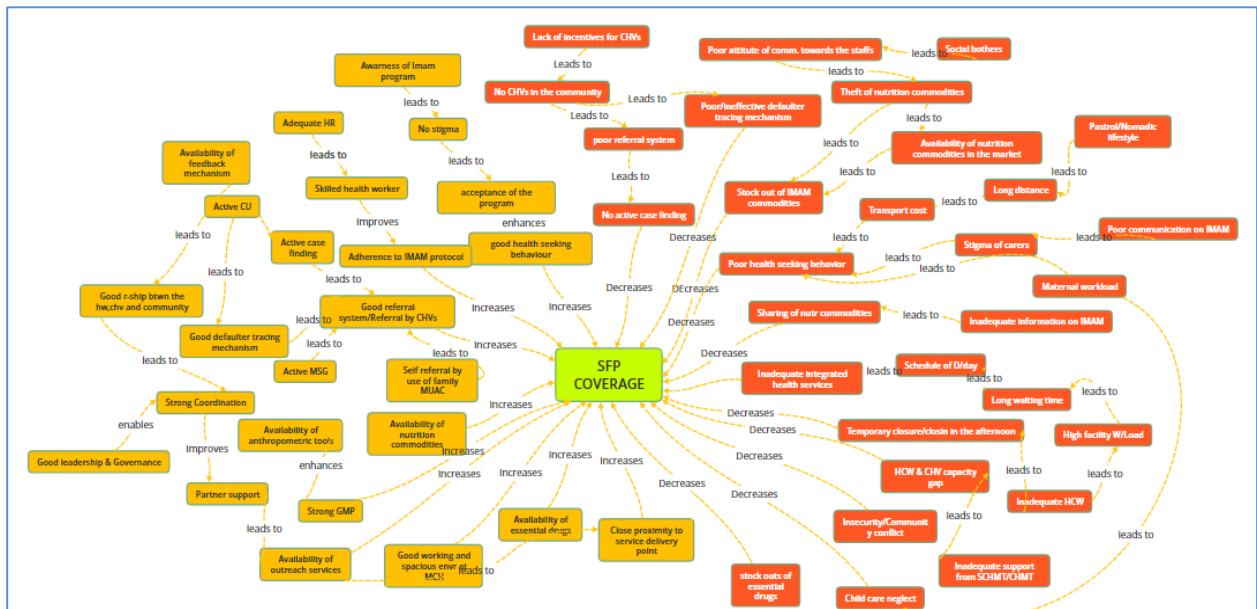 Lack of incentives for CHVs
Leads to
No CHVs in the community
Leads to
Leads to
poor referral system
Leads to
No active case finding
Decreases
Poor/ineffective defaulter
tracing mechanism
Decreases
Poor attitude of comm. towards the staffs
leads to
Social bothers
leads to
Theft of nutrition commodities
leads to
leads to
Availability of nutrition
commodities in the market
leads to
Stock out of IMAM
commodities
DEcreases
Pastrol/Nomadic
lifestyle
leads to
Long distance
leads to
Transport cost
leads to
Poor health seeking behavior
Decreases
Stigma of carers
leads to
leads to
Poor communication on IMAM
Maternal workload
leads to
Sharing of nutr commodities
leads to
Inadequate information on IMAM
Decreases
Inadequate integrated
health services
leads to
Schedule of D/day
leads to
Long waiting time
leads to
High facility W/Load
leads to
Temporary closure/closin in the afternoon
Decreases
Decreases
HCW & CHV capacity
gap
leads to
Inadequate HCW
leads to
Decreases
Insecurity/Communit
y conflict
Inadequate support
from SCHMT/CHMT
Decreases
Child care neglect
Decreases
stock outs of
essential
drugs
SFP
COVERAGE
Awarness of Imam
program
leads to
No stigma
leads to
acceptance of the
program
enhances
good health seeking
behaviour
Increases
Adequate HR
leads to
Skilled health worker
Improves
Adherence to IMAM protocol
Increases
Availability of
feedback
mechanism
Active CU
leads to
leads to
Active case
finding
leads to
Good r-ship btwn the
hw,chv and community
leads to
Good defaulter tracing
mechanism
leads to
Good referral
system/Referral by CHVs
Increases
Active MSG
leads to
Self referral by
use of family
MUAC
Strong Coordination
enables
Good leadership & Governance
Improves
Partner support
leads to
Availability of
outreach services
Increases
Availability of
anthropometric tools
enhances
Strong GMP
Increases
Availability of
nutrition
commodities
Increases
Good working and
spacious envr at
MCH
Increases
leads to
Availability of
essential drugs
Increases
Close proximity to
service delivery
point
Increases